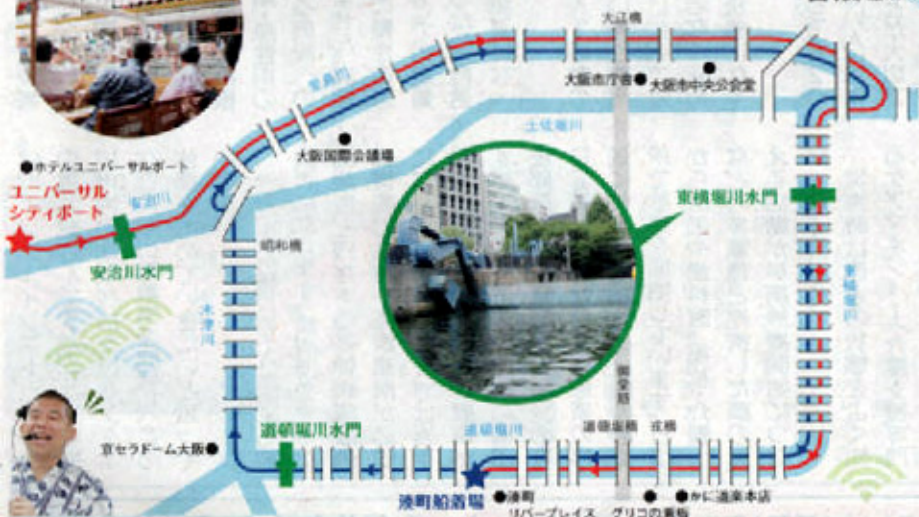 大江橋
大阪市庁舎
大阪市中央公会堂
堂島川
土佐堀川
大阪国際会議場
ホテルユニバーサルポート
ユニバーサル
シティポート
安治川
安治川水門
昭和橋
木津川
東横堀川水門
東横堀川
御堂筋
京セラドーム大阪
道頓堀川水門
道頓堀川
道頓堀橋
戎橋
湊町船着場
湊町
リバープレイス
グリコの看板
かに道楽本店